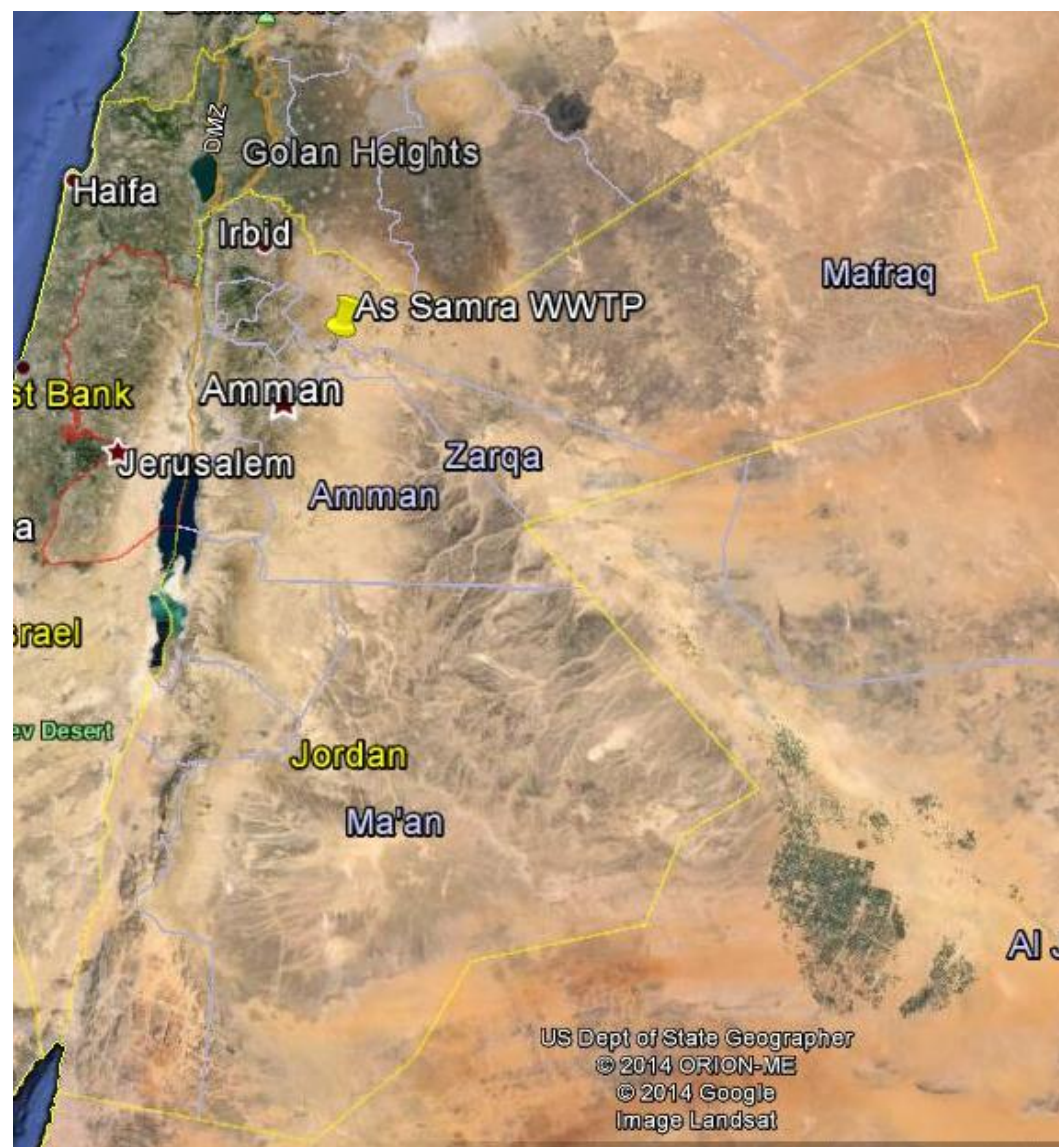 DMZ
Golan Heights
Haifa
Irbid
Mafraq
As Samra WWTP
st Bank
Amman
Zarqa
Jerusalem
Amman
a
srael
ev Desert
Jordan
Ma'an
Al J
US Dept of State Geographer
© 2014 ORION-ME
© 2014 Google
Image Landsat